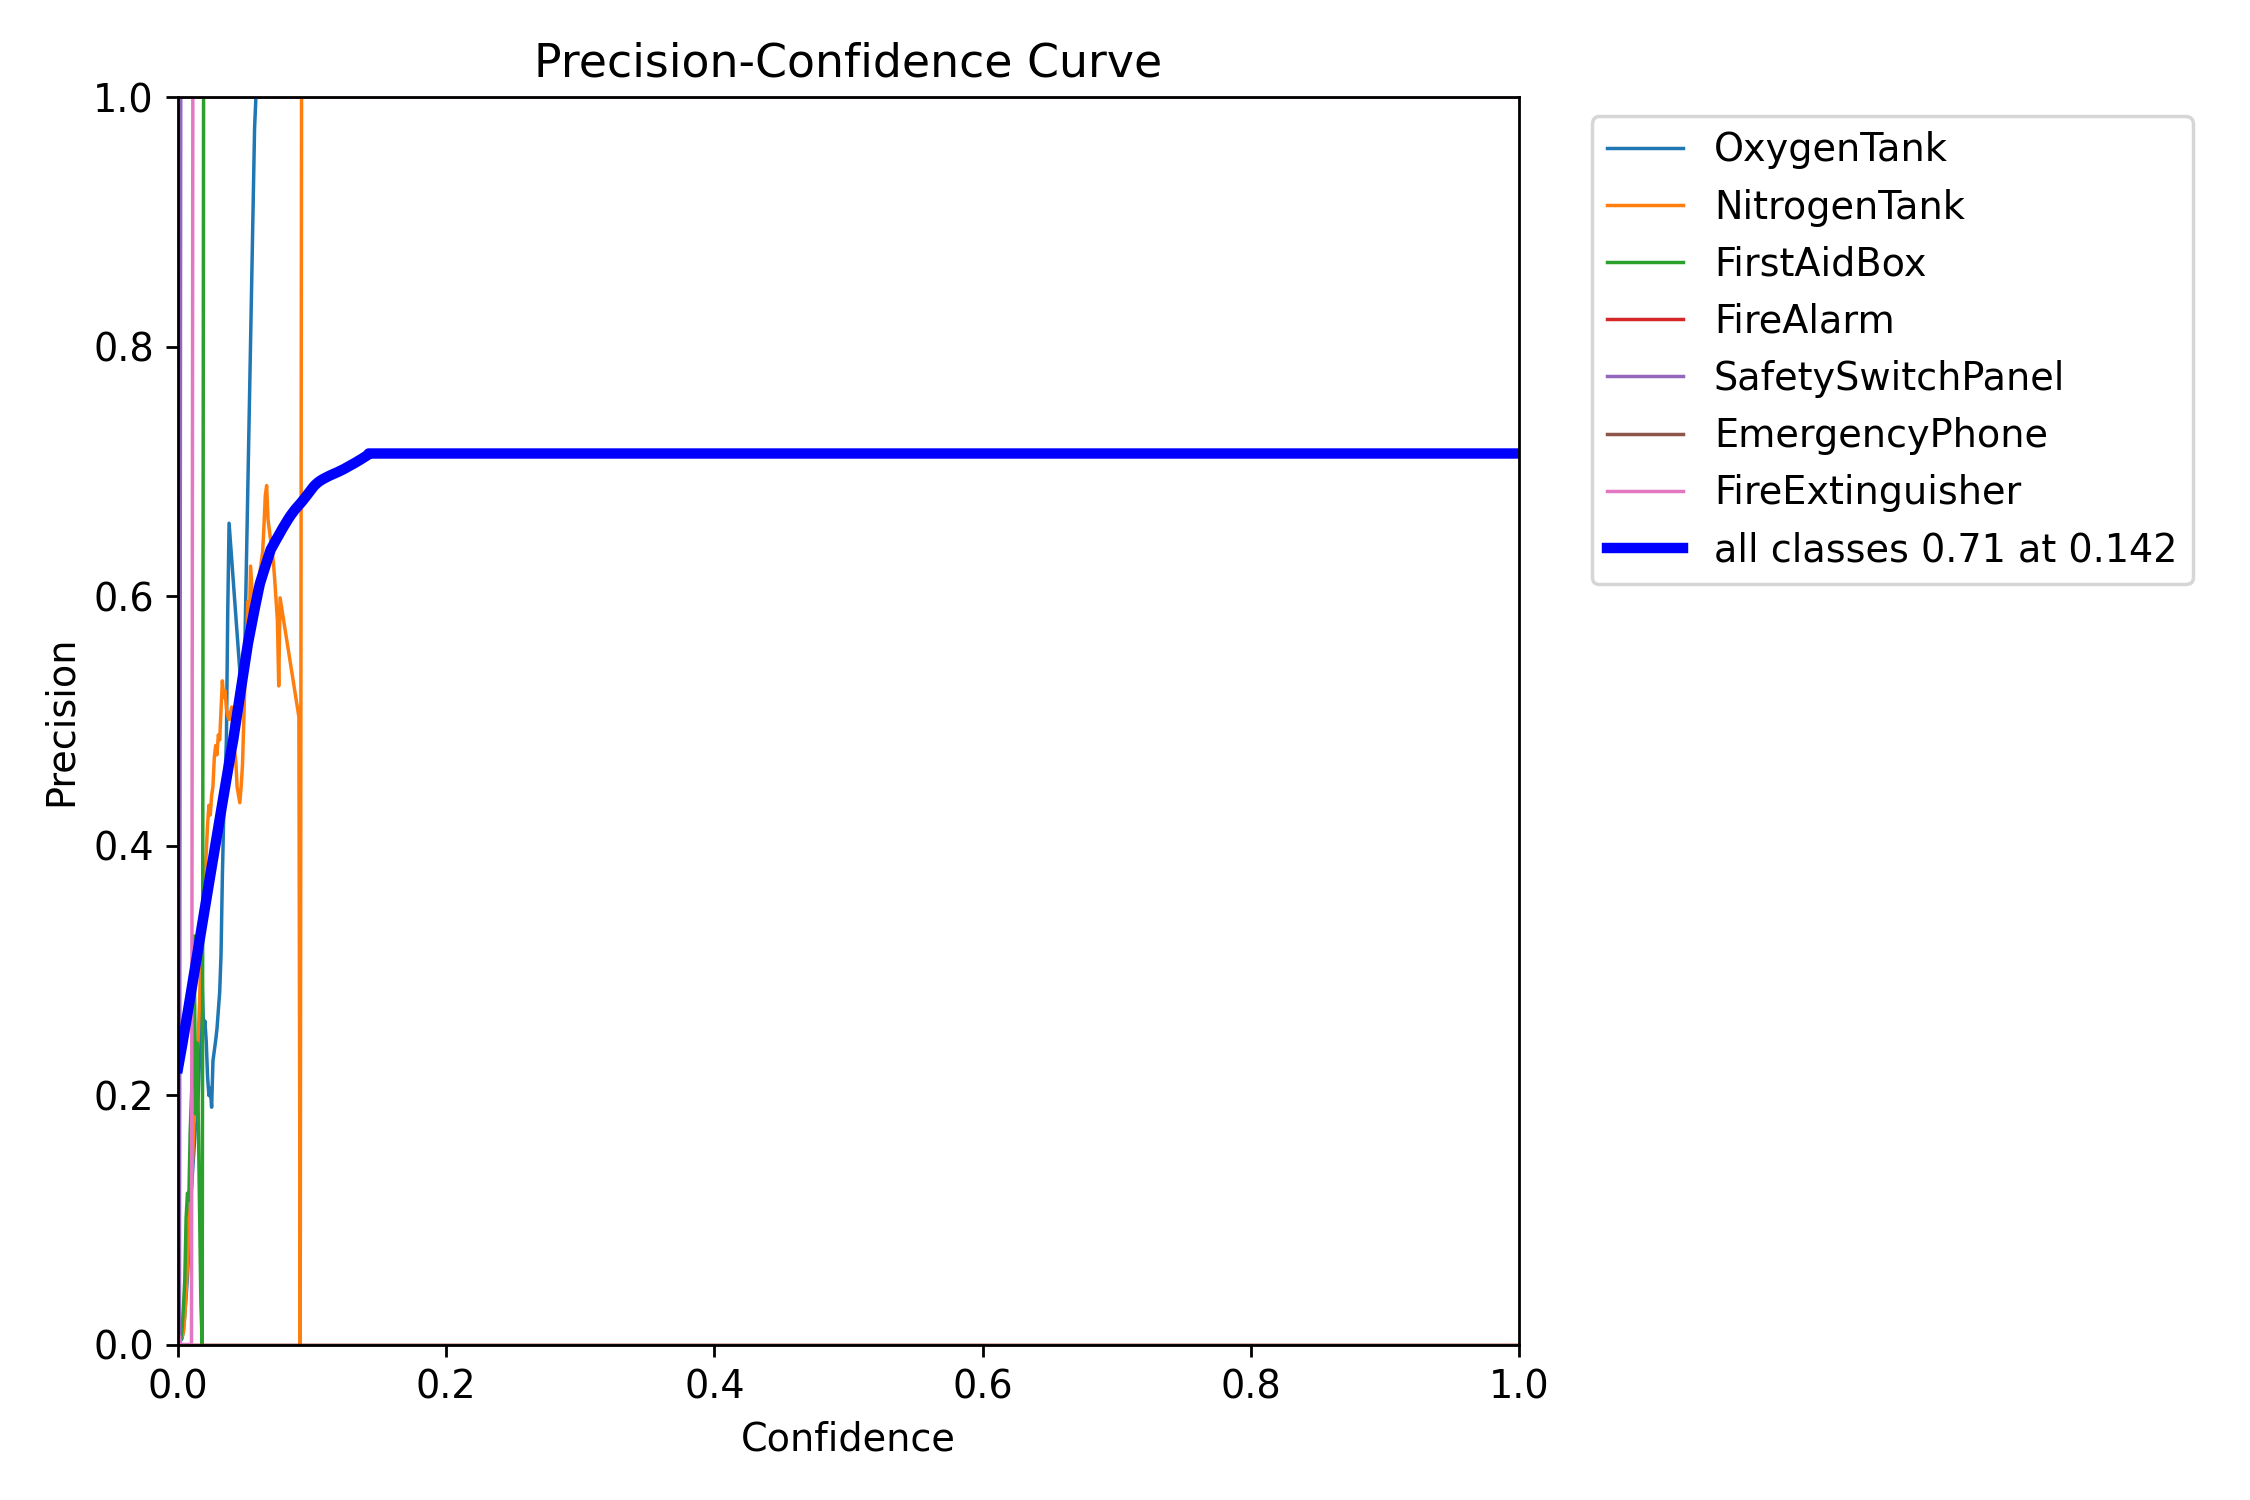 Precision-Confidence Curve
1.0
0.8
0.6
0.4
0.2
0.0
Precision
0.0 0.2 0.4 0.6 0.8 1.0
Confidence
OxygenTank
NitrogenTank
FirstAidBox
FireAlarm
SafetySwitchPanel
EmergencyPhone
FireExtinguisher
all classes 0.71 at 0.142